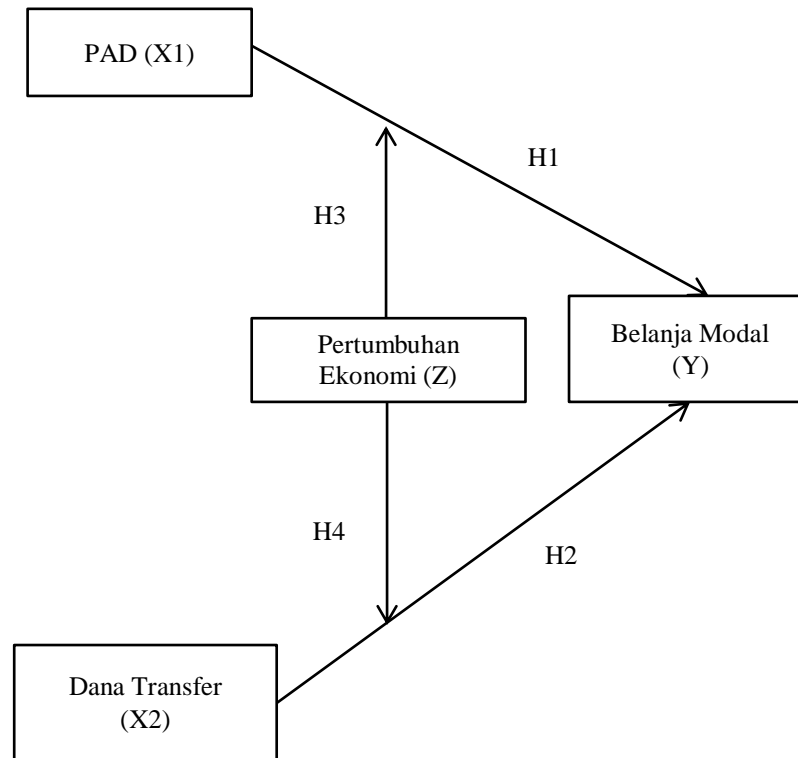 PAD (X1)
H1
H3
Pertumbuhan
Ekonomi (Z)
Belanja Modal
(Y)
H4
H2
Dana Transfer
(X2)